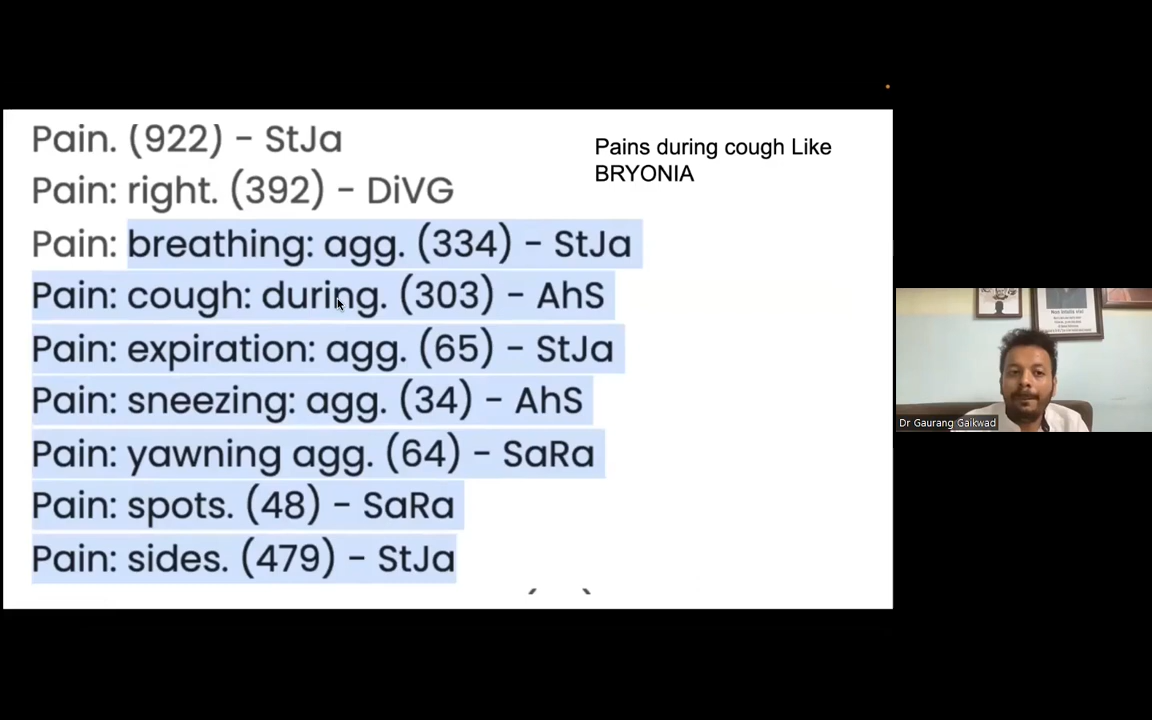 Pain. (922) - StJa
Pain: right. (392) - DiVG
Pain: breathing: agg. (334) - StJa
Pain: cough: during. (303) - AhS
Pain: expiration: agg. (65) - StJa
Pain: sneezing: agg. (34) - AhS
Pain: yawning agg. (64) - SaRa
Pain: spots. (48) - SaRa
Pain: sides. (479) - StJa
Pains during cough Like
BRYONIA
Dr Gaurang Gaikwad